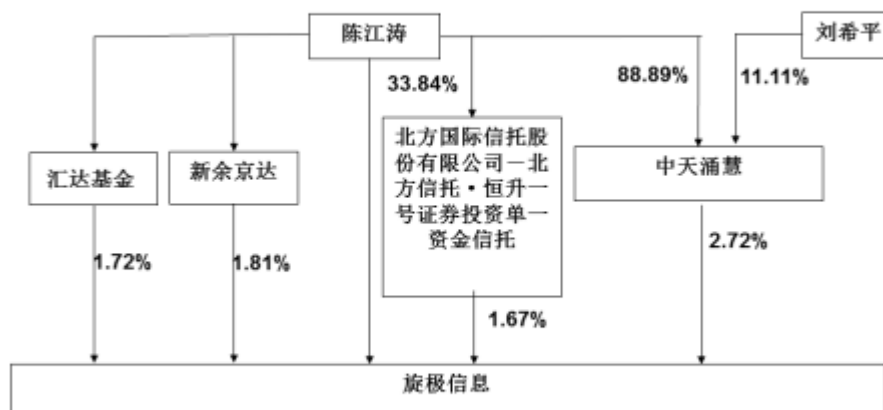 陈江涛
刘希平
33.84%
88.89%
11.11%
汇达基金
新余京达
北方国际信托股
份有限公司－北
方信托·恒升一
号证券投资单一
资金信托
中天涌慧
1.72%
1.81%
1.67%
2.72%
旋极信息